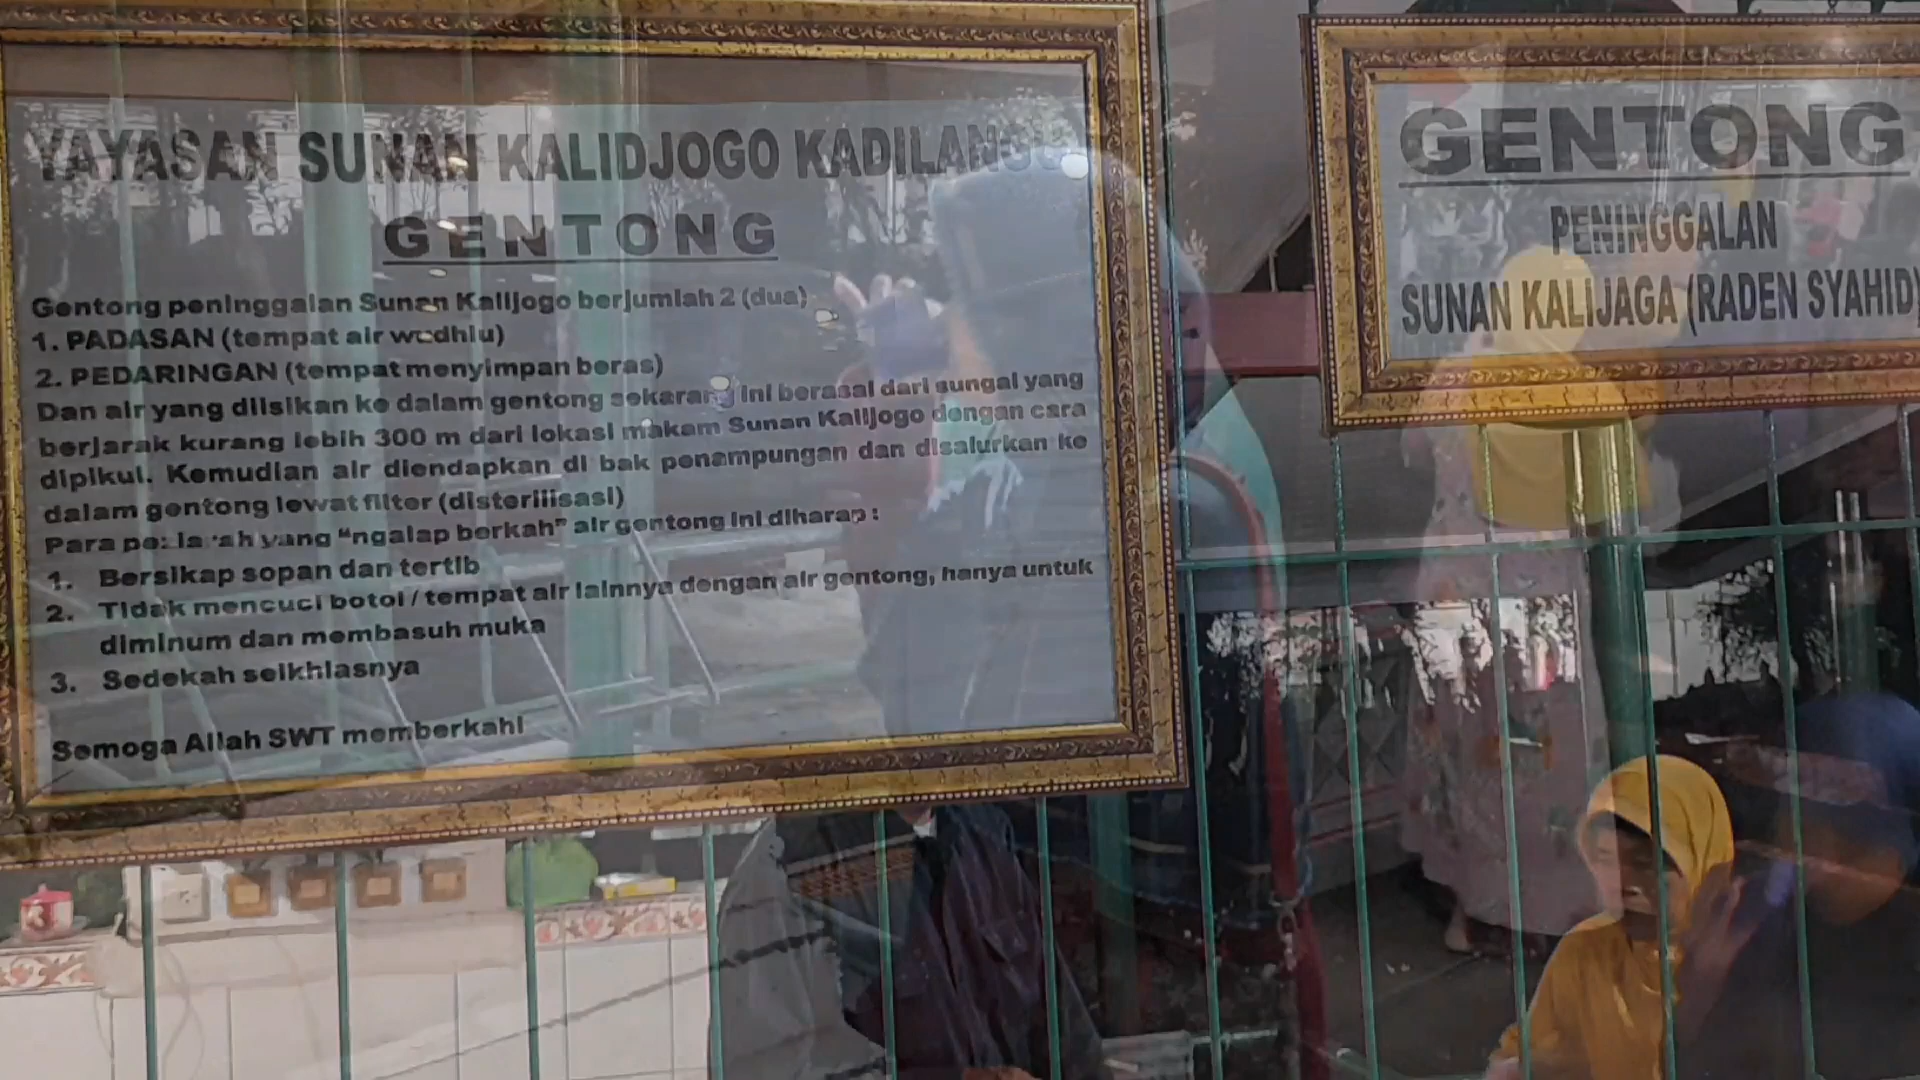 YAYASAN SUNAN KALIDJOGO KADILANGU
GENTONG
Gentong peninggalan Sunan Kalijogo berjumlah 2 (dua)
1. PADASAN (tempat air wudhlu)
2. PEDARINGAN (tempat menyimpan beras)
Dan air yang diisikan ke dalam gentong sekarang ini berasal dari sungai yang
berjarak kurang lebih 300 m dari lokasi makam Sunan Kalijogo dengan cara
dipikul. Kemudian air diendapkan di bak penampungan dan disalurkan ke
dalam gentong lewat filter (disterilisasi)
Para peziarah yang "ngalap berkah" air gentong ini diharap :
1. Bersikap sopan dan tertib
2. Tidak mencuci botol / tempat air lainnya dengan air gentong, hanya untuk
diminum dan membasuh muka
3. Sedekah seikhlasnya
Semoga Allah SWT memberkahi
GENTONG
PENINGGALAN
SUNAN KALIJAGA (RADEN SYAHID)